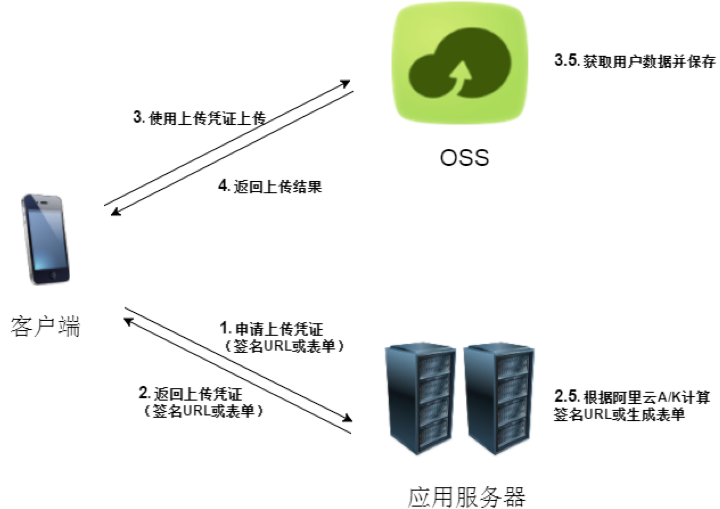 3.5. 获取用户数据并保存
3. 使用上传凭证上传
OSS
4. 返回上传结果
客户端
1. 申请上传凭证
（签名URL或表单）
2. 返回上传凭证
（签名URL或表单）
2.5. 根据阿里云A/K计算
签名URL或生成表单
应用服务器